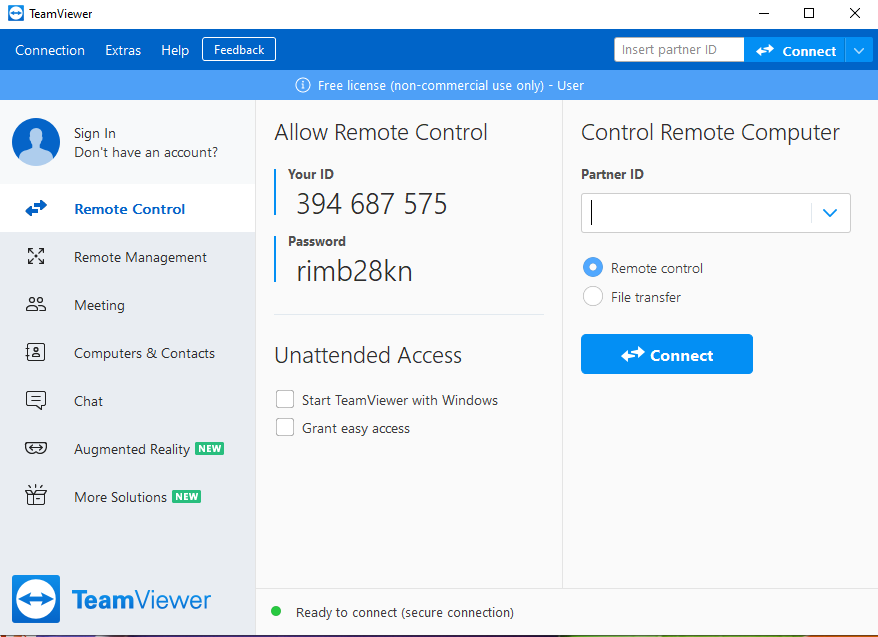 TeamViewer
Connection Extras Help Feedback
Insert partner ID Connect
Free license (non-commercial use only) - User
Sign In
Don't have an account?
Remote Control
Remote Management
Meeting
Computers & Contacts
Chat
Augmented Reality NEW
More Solutions NEW
TeamViewer
Allow Remote Control
Your ID
394 687 575
Password
rimb28kn
Unattended Access
Start TeamViewer with Windows
Grant easy access
Control Remote Computer
Partner ID
Remote control
File transfer
Connect
Ready to connect (secure connection)